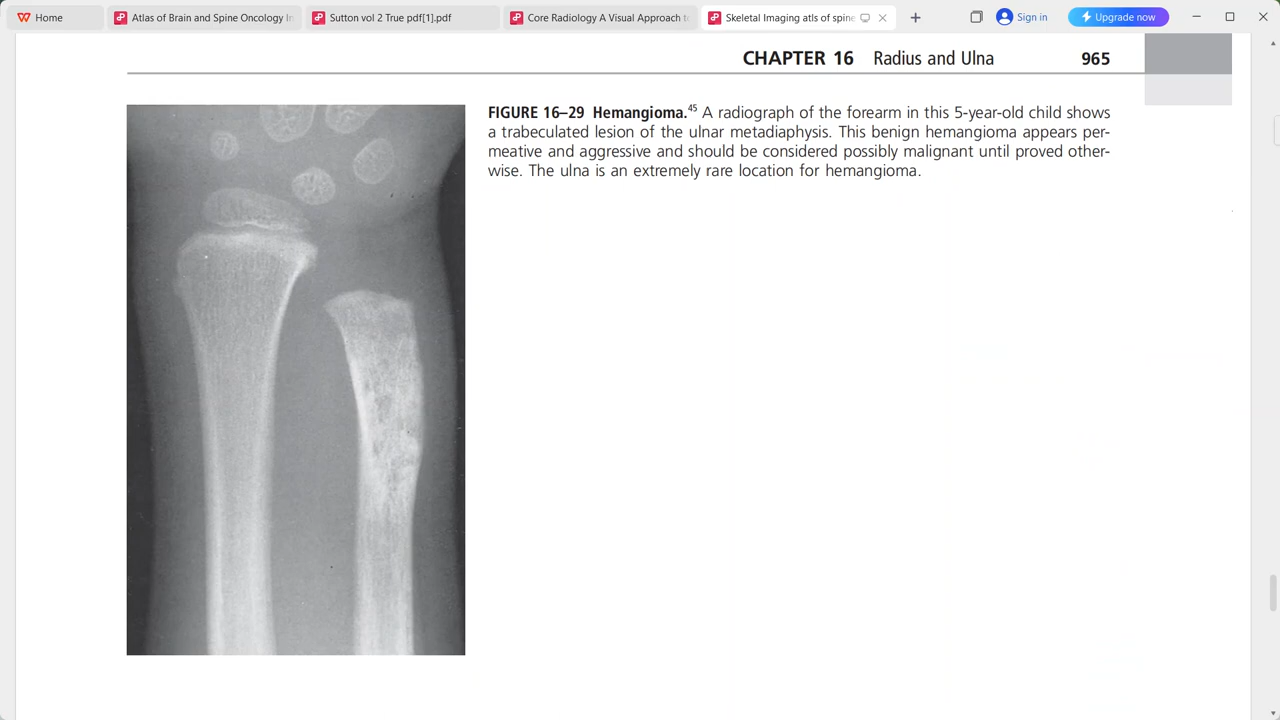 Home
Atlas of Brain and Spine Oncology I
Sutton vol 2 True pdf[1].pdf
Core Radiology A Visual Approach t
Skeletal Imaging atls of spine
Sign in
Upgrade now
CHAPTER 16 Radius and Ulna 965
FIGURE 16–29 Hemangioma.45 A radiograph of the forearm in this 5-year-old child shows
a trabeculated lesion of the ulnar metadiaphysis. This benign hemangioma appears per-
meative and aggressive and should be considered possibly malignant until proved other-
wise. The ulna is an extremely rare location for hemangioma.